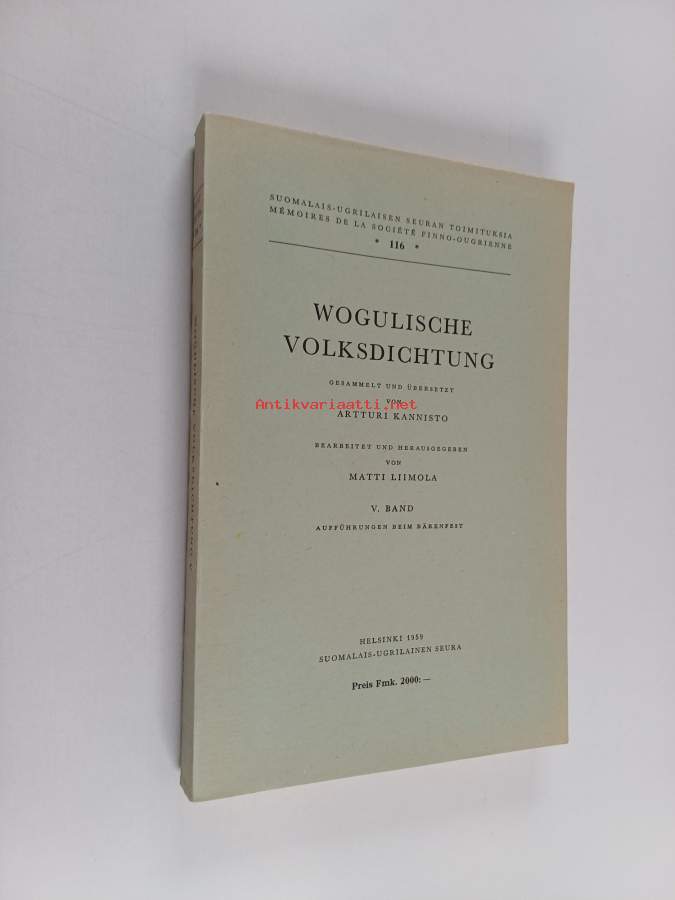 SUOMALAIS-UGRILAISEN SEURAN TOIMITUKSIA
MÉMOIRES DE LA SOCIÉTÉ FINNO-OUGRIENNE
* 116 *
WOGULISCHE
VOLKSDICHTUNG
GESAMMELT UND ÜBERSETZT
VON
Antikvariaatti.net
ARTTURI KANNISTO
BEARBEITET UND HERAUSGEGEBEN
VON
MATTI LIIMOLA
V. BAND
AUFFÜHRUNGEN BEIM BÄRENFEST
HELSINKI 1959
SUOMALAIS-UGRILAINEN SEURA
Preis Fmk. 2000:—
WOGULISCHE VOLKSDICHTUNG V